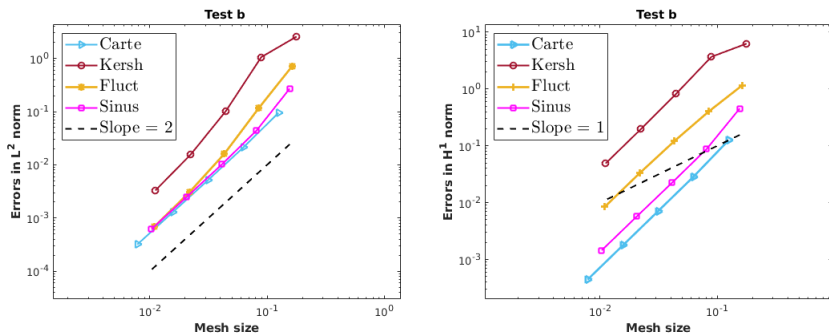 Test b
Errors in L² norm
10⁰
10⁻¹
10⁻²
10⁻³
10⁻⁴
Carte
Kersh
Fluct
Sinus
Slope = 2
10⁻²
10⁻¹
10⁰
Mesh size
Test b
Errors in H¹ norm
10¹
10⁰
10⁻¹
10⁻²
10⁻³
Carte
Kersh
Fluct
Sinus
Slope = 1
10⁻²
10⁻¹
Mesh size